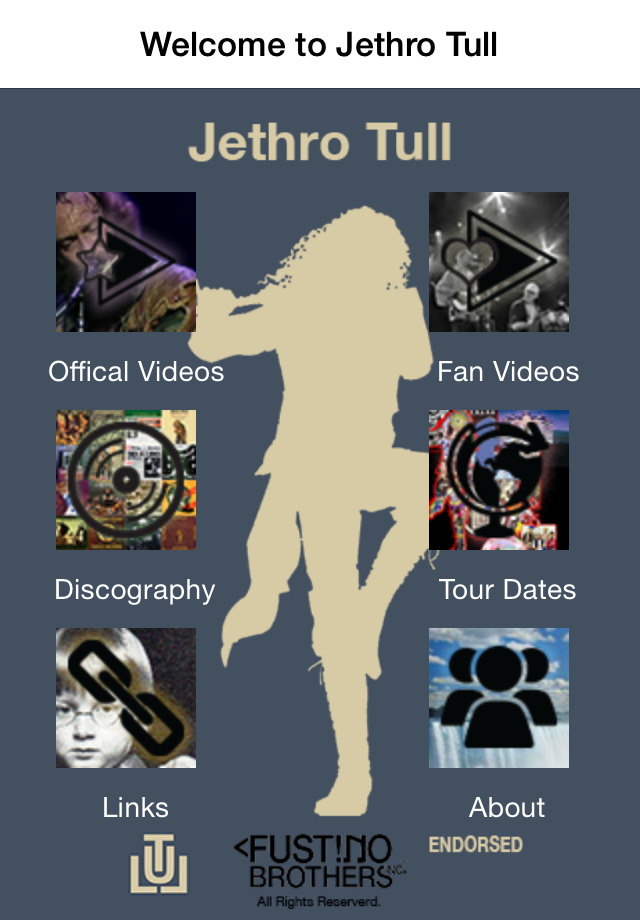 Welcome to Jethro Tull
Jethro Tull
Offical Videos
Fan Videos
Discography
Tour Dates
Links
About
<FUST!NO
BROTHERS INC.
All Rights Reserverd.
ENDORSED